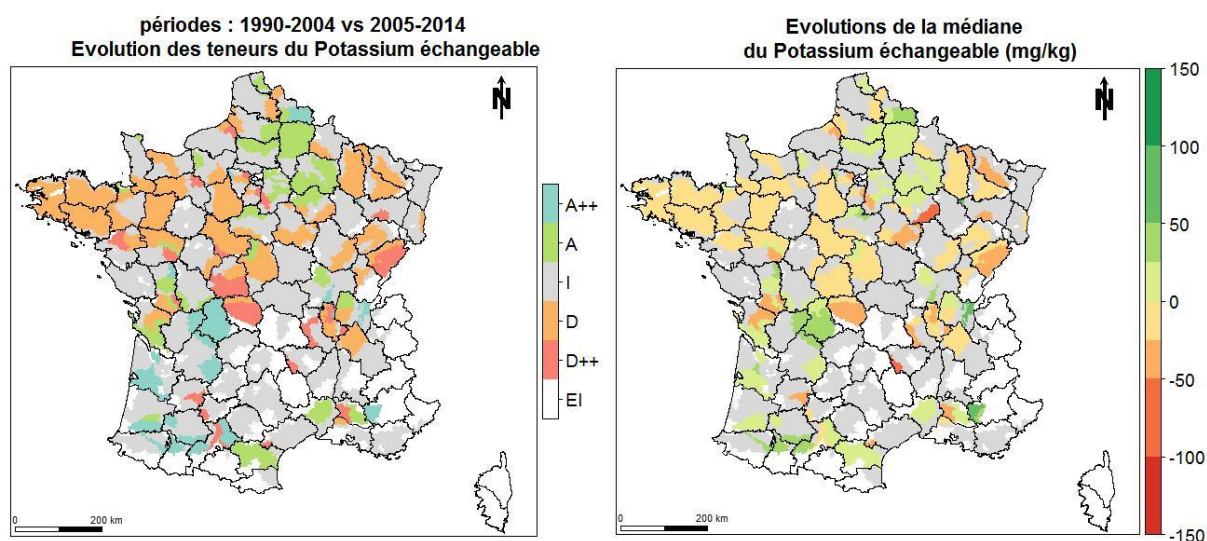 périodes : 1990-2004 vs 2005-2014
Evolution des teneurs du Potassium échangeable
N
A++
A
I
D
D++
EI
0
200 km
Evolutions de la médiane
du Potassium échangeable (mg/kg)
N
150
100
50
0
-50
-100
-150
0
200 km